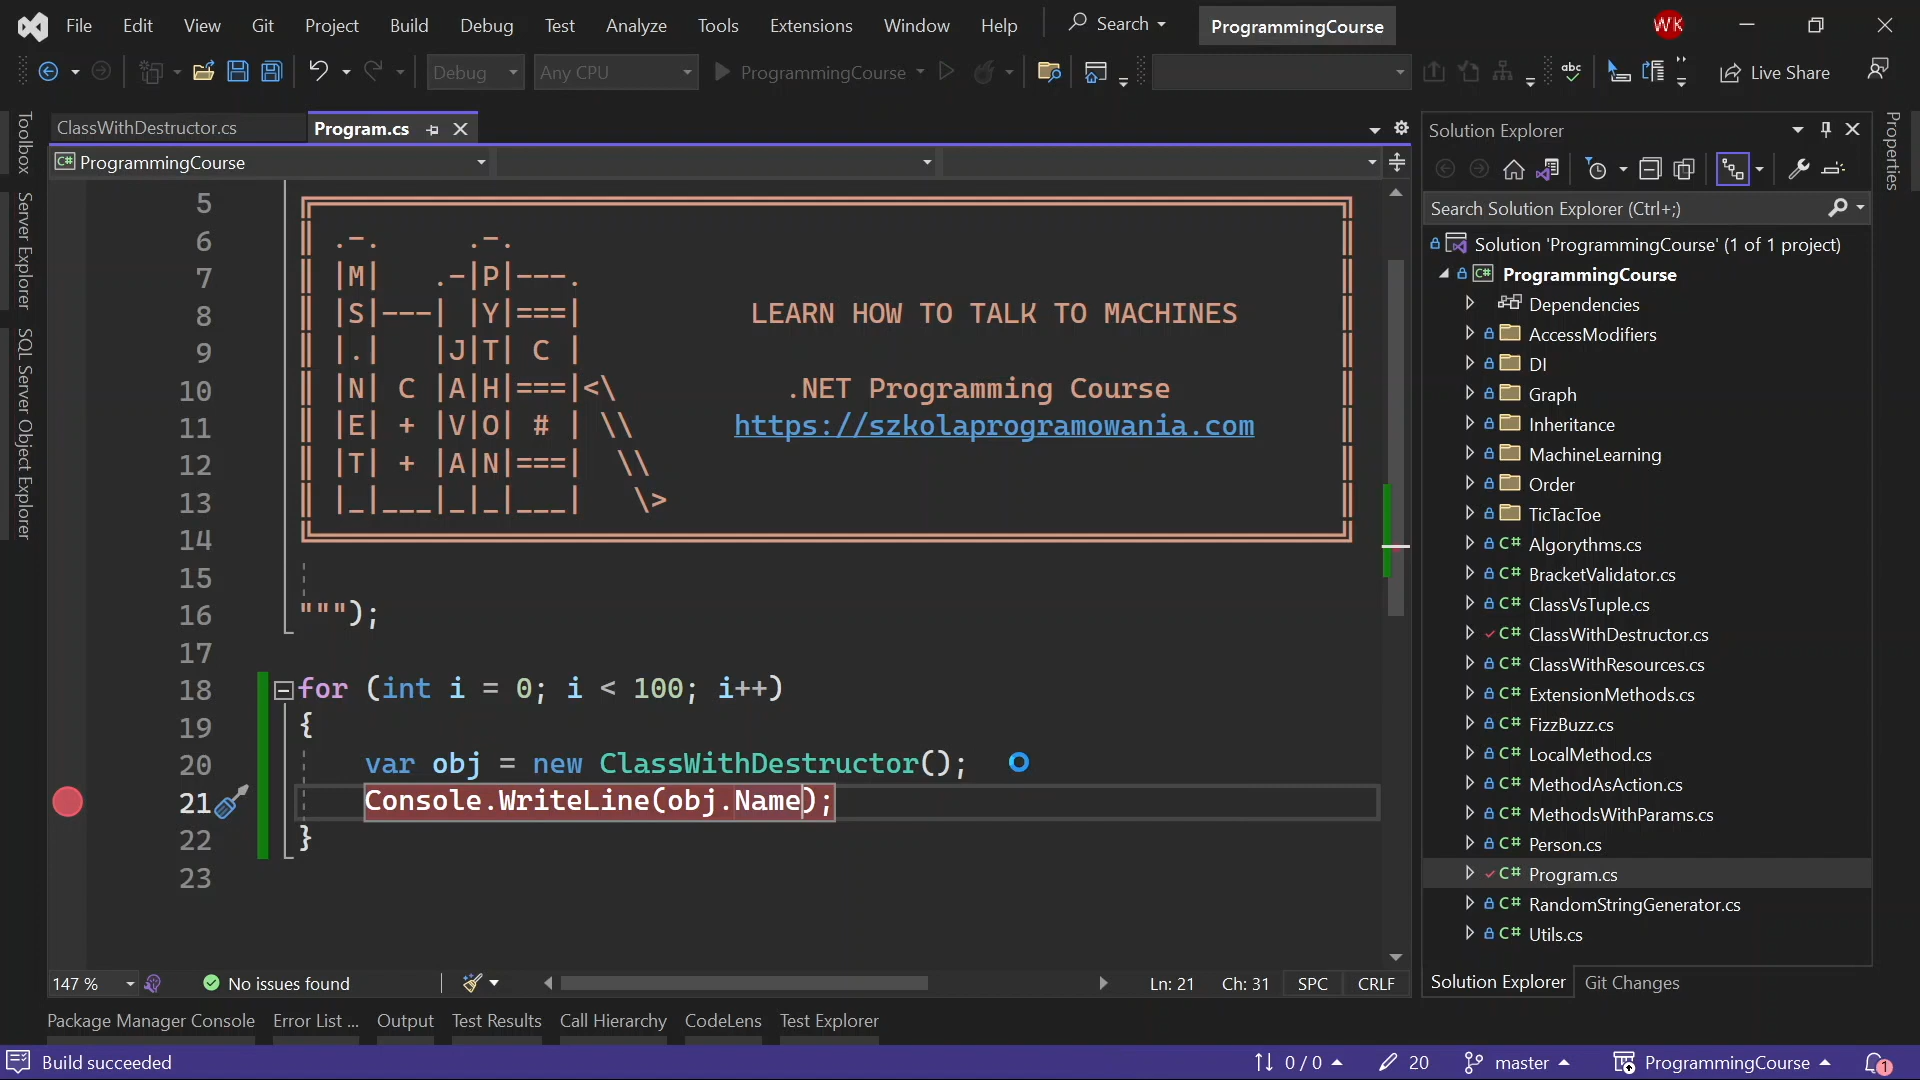 File Edit View Git Project Build Debug Test Analyze Tools Extensions Window Help Search ProgrammingCourse WK
Debug Any CPU ProgrammingCourse abc Live Share
Toolbox
Server Explorer
SQL Server Object Explorer
ClassWithDestructor.cs Program.cs
C# ProgrammingCourse
5
6 .-. .-.
7 |M| .-|P|---.
8 |S|---| |Y|===| LEARN HOW TO TALK TO MACHINES
9 |.| |J|T| C |
10 |N| C |A|H|===|<\ .NET Programming Course
11 |E| + |V|O| # | \\ https://szkolaprogramowania.com
12 |T| + |A|N|===| \\
13 |_|___|_|_|___| \>
14
15
16 """);
17
18 for (int i = 0; i < 100; i++)
19 {
20 var obj = new ClassWithDestructor();
21 Console.WriteLine(obj.Name);
22 }
23
147 % No issues found Ln: 21 Ch: 31 SPC CRLF
Solution Explorer
Properties
Search Solution Explorer (Ctrl+;)
Solution 'ProgrammingCourse' (1 of 1 project)
C# ProgrammingCourse
Dependencies
AccessModifiers
DI
Graph
Inheritance
MachineLearning
Order
TicTacToe
C# Algorythms.cs
C# BracketValidator.cs
C# ClassVsTuple.cs
C# ClassWithDestructor.cs
C# ClassWithResources.cs
C# ExtensionMethods.cs
C# FizzBuzz.cs
C# LocalMethod.cs
C# MethodAsAction.cs
C# MethodsWithParams.cs
C# Person.cs
C# Program.cs
C# RandomStringGenerator.cs
C# Utils.cs
Solution Explorer Git Changes
Package Manager Console Error List ... Output Test Results Call Hierarchy CodeLens Test Explorer
Build succeeded 0 / 0 20 master ProgrammingCourse 1